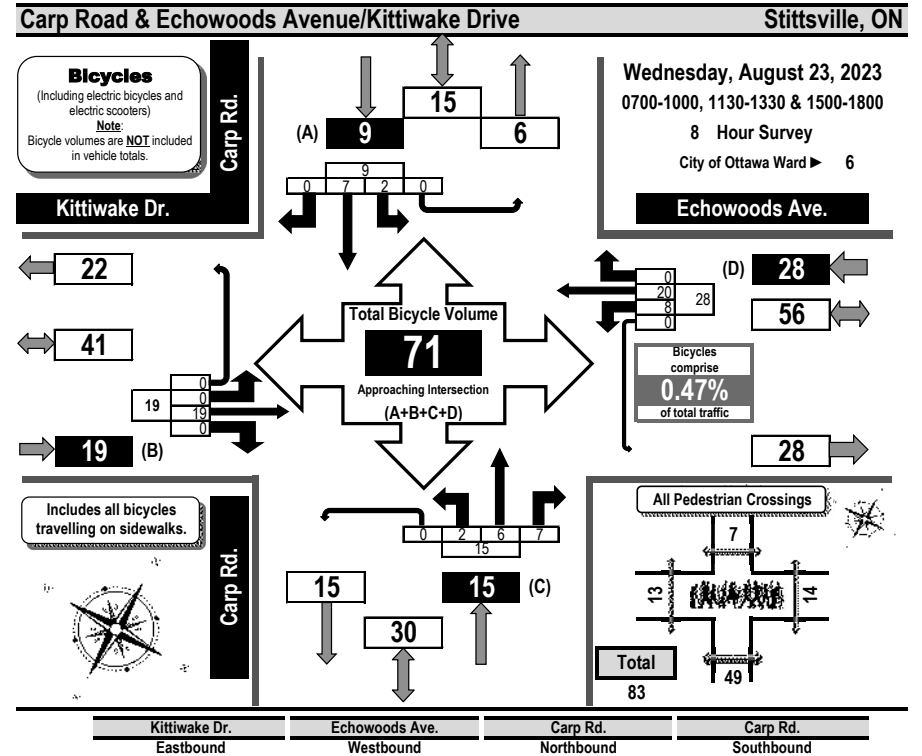 Carp Road & Echowoods Avenue/Kittiwake Drive Stittsville, ON
Bicycles
(Including electric bicycles and
electric scooters)
Note:
Bicycle volumes are NOT included
in vehicle totals.
Carp Rd.
Kittiwake Dr.
15
(A) 9 6
9
0 7 2 0
Wednesday, August 23, 2023
0700-1000, 1130-1330 & 1500-1800
8 Hour Survey
City of Ottawa Ward ► 6
Echowoods Ave.
22
41
0
0
19
0
19
19 (B)
Total Bicycle Volume
71
Approaching Intersection
(A+B+C+D)
0
20
8
0
28
(D) 28
56
Bicycles
comprise
0.47%
of total traffic
28
Includes all bicycles
travelling on sidewalks.
Carp Rd.
0 2 6 7
15
15 15 (C)
30
All Pedestrian Crossings
7
13
14
49
Total
83
Kittiwake Dr. Echowoods Ave. Carp Rd. Carp Rd.
Eastbound Westbound Northbound Southbound